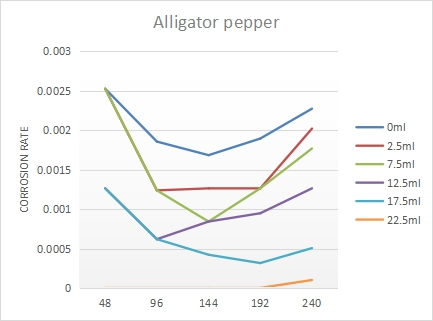 Alligator pepper
0.003
0.0025
0.002
0.0015
0.001
0.0005
0
CORROSION RATE
48 96 144 192 240
0ml
2.5ml
7.5ml
12.5ml
17.5ml
22.5ml